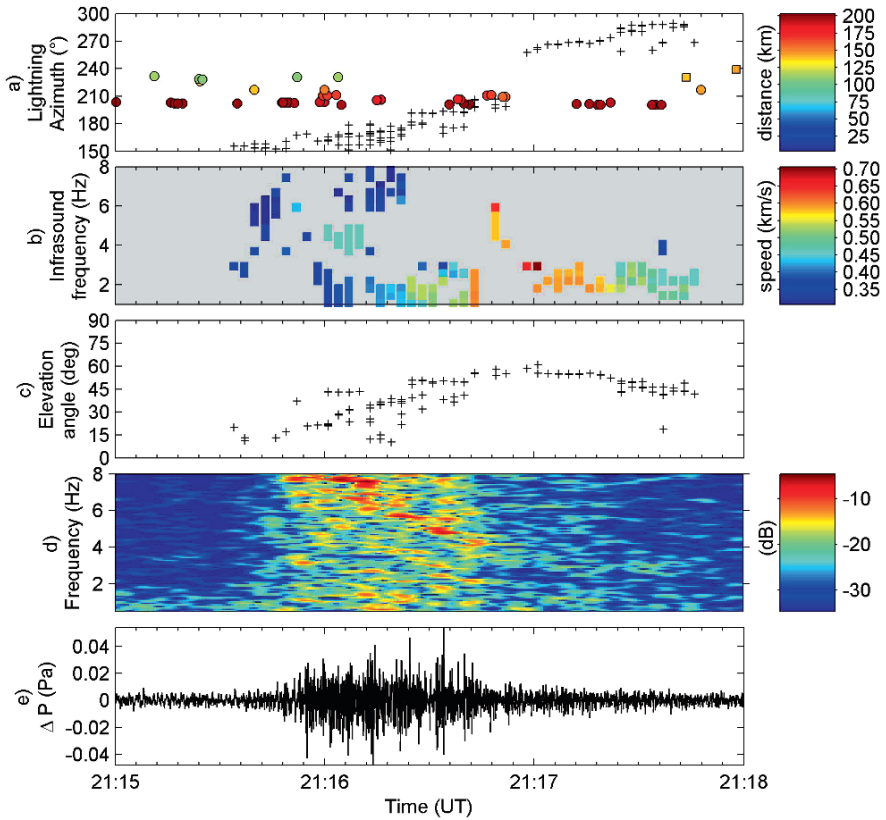 300
270
240
210
180
150
a)
Lightning
Azimuth (°)
200
175
150
125
100
75
50
25
distance (km)
8
6
4
2
b)
Infrasound
frequency (Hz)
0.70
0.65
0.60
0.55
0.50
0.45
0.40
0.35
speed (km/s)
90
75
60
45
30
15
0
c)
Elevation
angle (deg)
8
6
4
2
d)
Frequency (Hz)
-10
-20
-30
(dB)
0.04
0.02
0
-0.02
-0.04
e)
Δ P (Pa)
21:15
21:16
21:17
21:18
Time (UT)